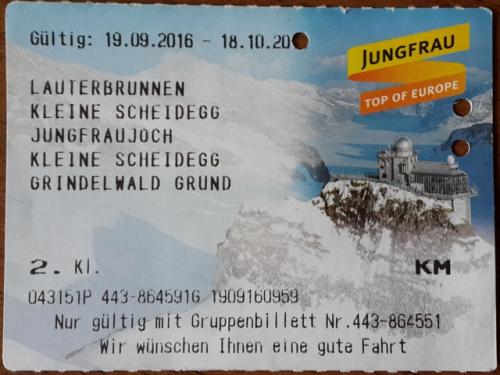 Gültig: 19.09.2016 - 18.10.20
JUNGFRAU
TOP OF EUROPE
LAUTERBRUNNEN
KLEINE SCHEIDEGG
JUNGFRAUJOCH
KLEINE SCHEIDEGG
GRINDELWALD GRUND
2. Kl.
KM
043151P 443-864591G 1909160959
Nur gültig mit Gruppenbillett Nr.443-864551
Wir wünschen Ihnen eine gute Fahrt